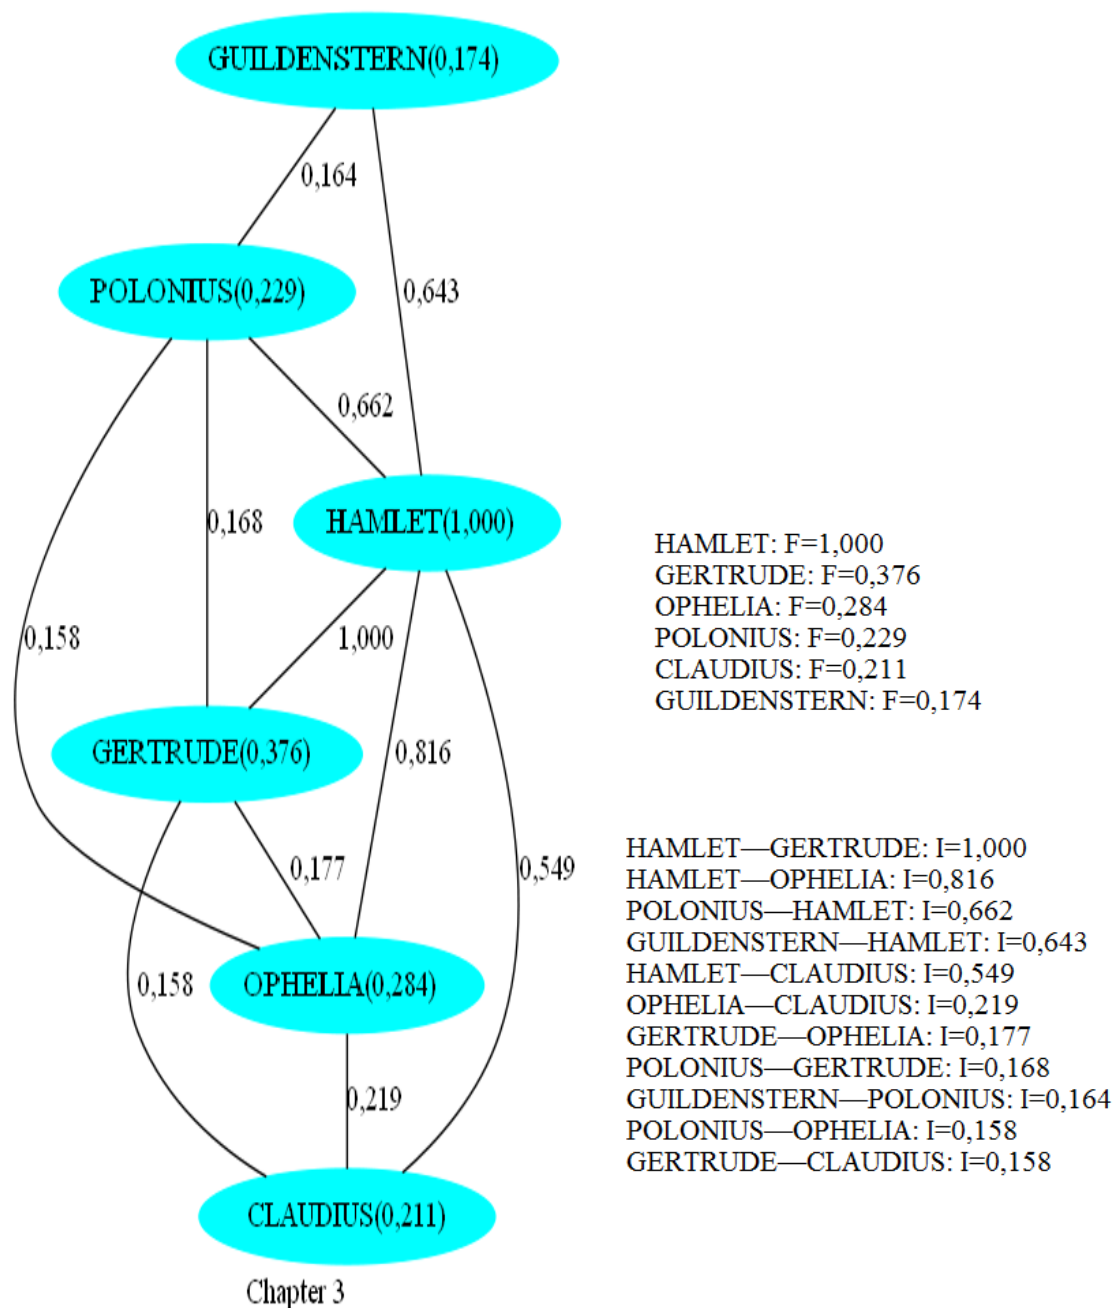 GUILDENSTERN(0,174)
0,164
POLONIUS(0,229)
0,643
0,662
0,168
HAMLET(1,000)
0,158
1,000
0,816
GERTRUDE(0,376)
0,177
0,549
0,158
OPHELIA(0,284)
0,219
CLAUDIUS(0,211)
Chapter 3
HAMLET: F=1,000
GERTRUDE: F=0,376
OPHELIA: F=0,284
POLONIUS: F=0,229
CLAUDIUS: F=0,211
GUILDENSTERN: F=0,174
HAMLET—GERTRUDE: I=1,000
HAMLET—OPHELIA: I=0,816
POLONIUS—HAMLET: I=0,662
GUILDENSTERN—HAMLET: I=0,643
HAMLET—CLAUDIUS: I=0,549
OPHELIA—CLAUDIUS: I=0,219
GERTRUDE—OPHELIA: I=0,177
POLONIUS—GERTRUDE: I=0,168
GUILDENSTERN—POLONIUS: I=0,164
POLONIUS—OPHELIA: I=0,158
GERTRUDE—CLAUDIUS: I=0,158